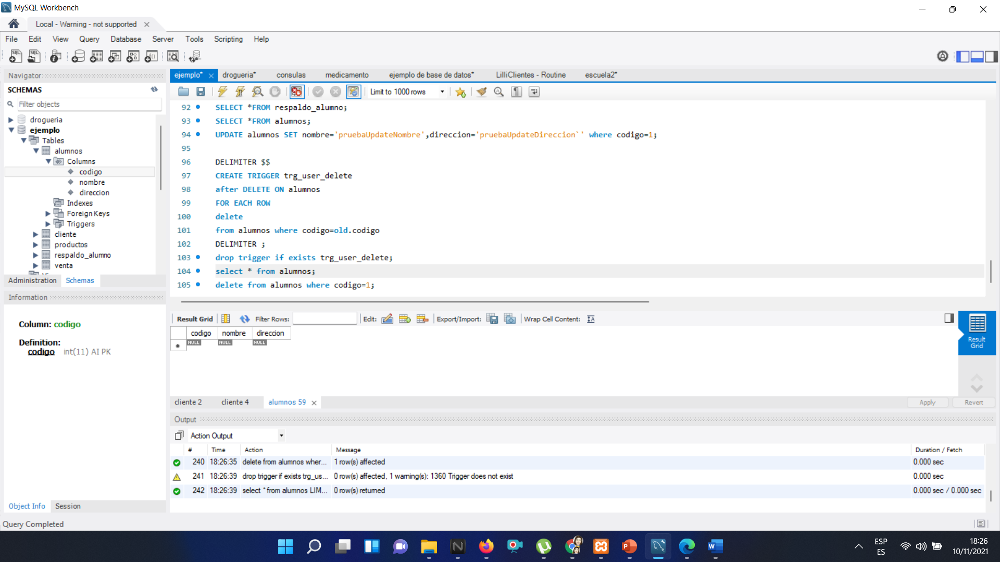 MySQL Workbench
Local - Warning - not supported
File Edit View Query Database Server Tools Scripting Help
Navigator
SCHEMAS
Filter objects
drogueria
ejemplo
Tables
alumnos
Columns
codigo
nombre
direccion
Indexes
Foreign Keys
Triggers
cliente
productos
respaldo_alumno
venta
Administration Schemas
Information
Column: codigo
Definition:
codigo int(11) AI PK
Object Info Session
Query Completed
ejemplo* drogueria* consulas medicamento ejemplo de base de datos* LilliClientes - Routine escuela2*
Limit to 1000 rows
92 SELECT *FROM respaldo_alumno;
93 SELECT *FROM alumnos;
94 UPDATE alumnos SET nombre='pruebaUpdateNombre',direccion='pruebaUpdateDireccion`' where codigo=1;
95
96 DELIMITER $$
97 CREATE TRIGGER trg_user_delete
98 after DELETE ON alumnos
99 FOR EACH ROW
100 delete
101 from alumnos where codigo=old.codigo
102 DELIMITER ;
103 drop trigger if exists trg_user_delete;
104 select * from alumnos;
105 delete from alumnos where codigo=1;
Result Grid Filter Rows: Edit: Export/Import: Wrap Cell Content:
codigo nombre direccion
NULL NULL NULL
Result
Grid
cliente 2 cliente 4 alumnos 59
Apply Revert
Output
Action Output
# Time Action Message Duration / Fetch
240 18:26:35 delete from alumnos wher... 1 row(s) affected 0.000 sec
241 18:26:39 drop trigger if exists trg_us... 0 row(s) affected, 1 warning(s): 1360 Trigger does not exist 0.000 sec
242 18:26:39 select * from alumnos LIM... 0 row(s) returned 0.000 sec / 0.000 sec
ESP
ES
18:26
10/11/2021